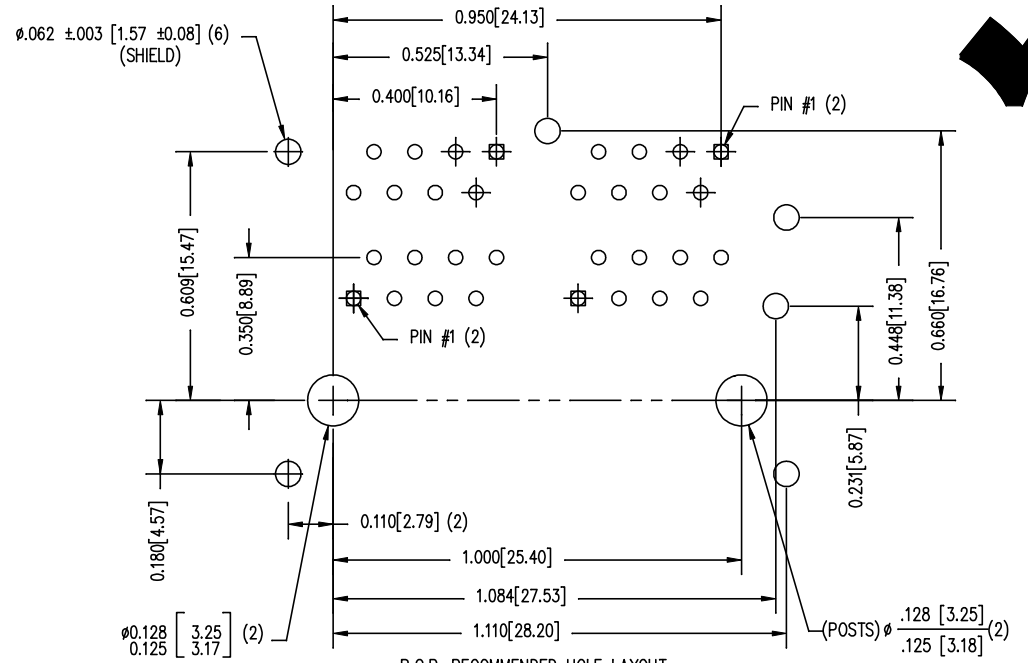 0.950[24.13]
ø.062 ±.003 [1.57 ±0.08] (6)
(SHIELD)
0.525[13.34]
0.400[10.16]
PIN #1 (2)
0.609[15.47]
0.350[8.89]
0.448[11.38]
0.660[16.76]
PIN #1 (2)
0.231[5.87]
0.180[4.57]
0.110[2.79] (2)
1.000[25.40]
1.084[27.53]
ø0.128 [3.25] (2)
0.125 [3.17]
1.110[28.20]
(POSTS) ø .128 [3.25] (2)
.125 [3.18]
P.C.B. RECOMMENDED HOLE LAYOUT